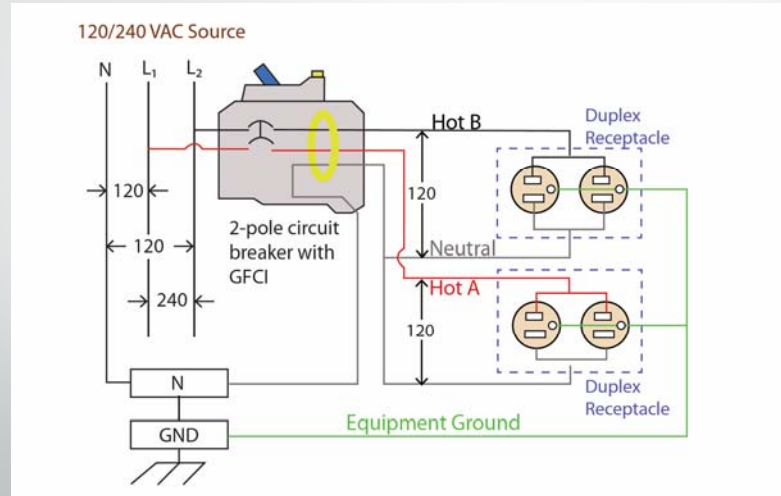 120/240 VAC Source
N L₁ L₂
Hot B
Duplex
Receptacle
120
120
240
2-pole circuit
breaker with
GFCI
120
Neutral
Hot A
120
Duplex
Receptacle
N
Equipment Ground
GND